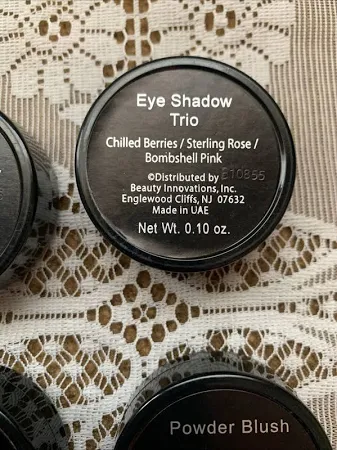 Eye Shadow
Trio
Chilled Berries / Sterling Rose /
Bombshell Pink
©Distributed by
Beauty Innovations, Inc.
Englewood Cliffs, NJ 07632
Made in UAE
Net Wt. 0.10 oz.
Powder Blush